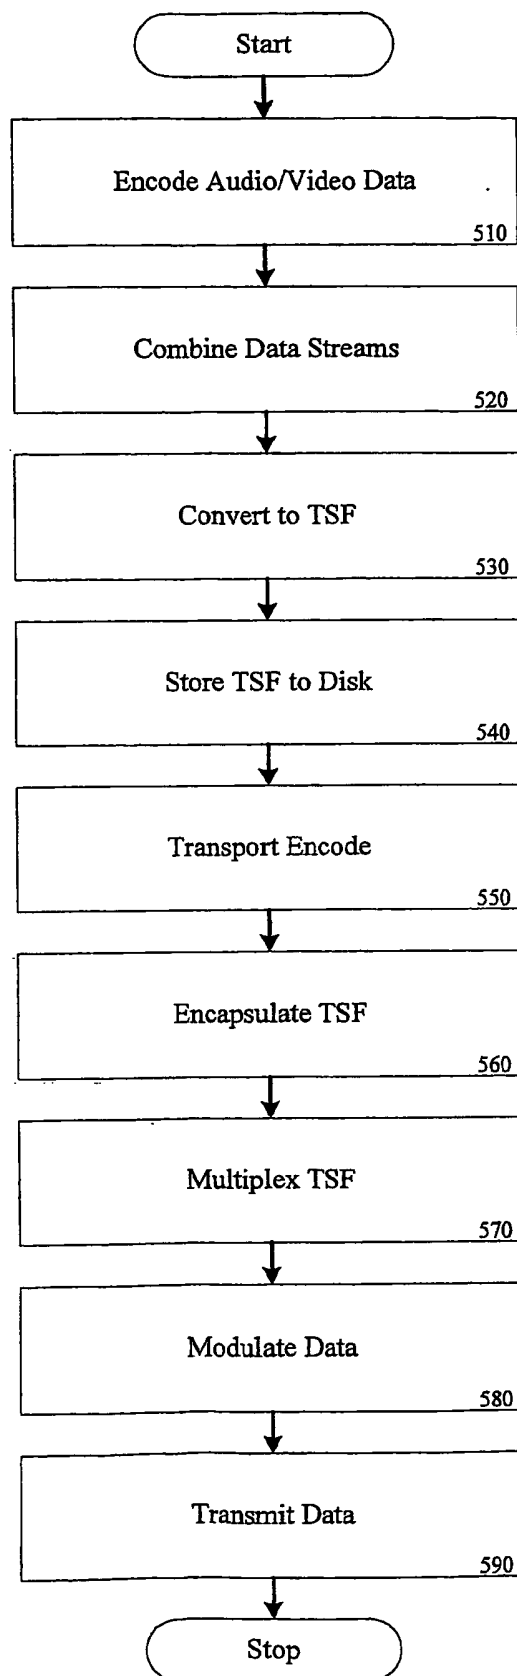 Start
Encode Audio/Video Data
510
Combine Data Streams
520
Convert to TSF
530
Store TSF to Disk
540
Transport Encode
550
Encapsulate TSF
560
Multiplex TSF
570
Modulate Data
580
Transmit Data
590
Stop